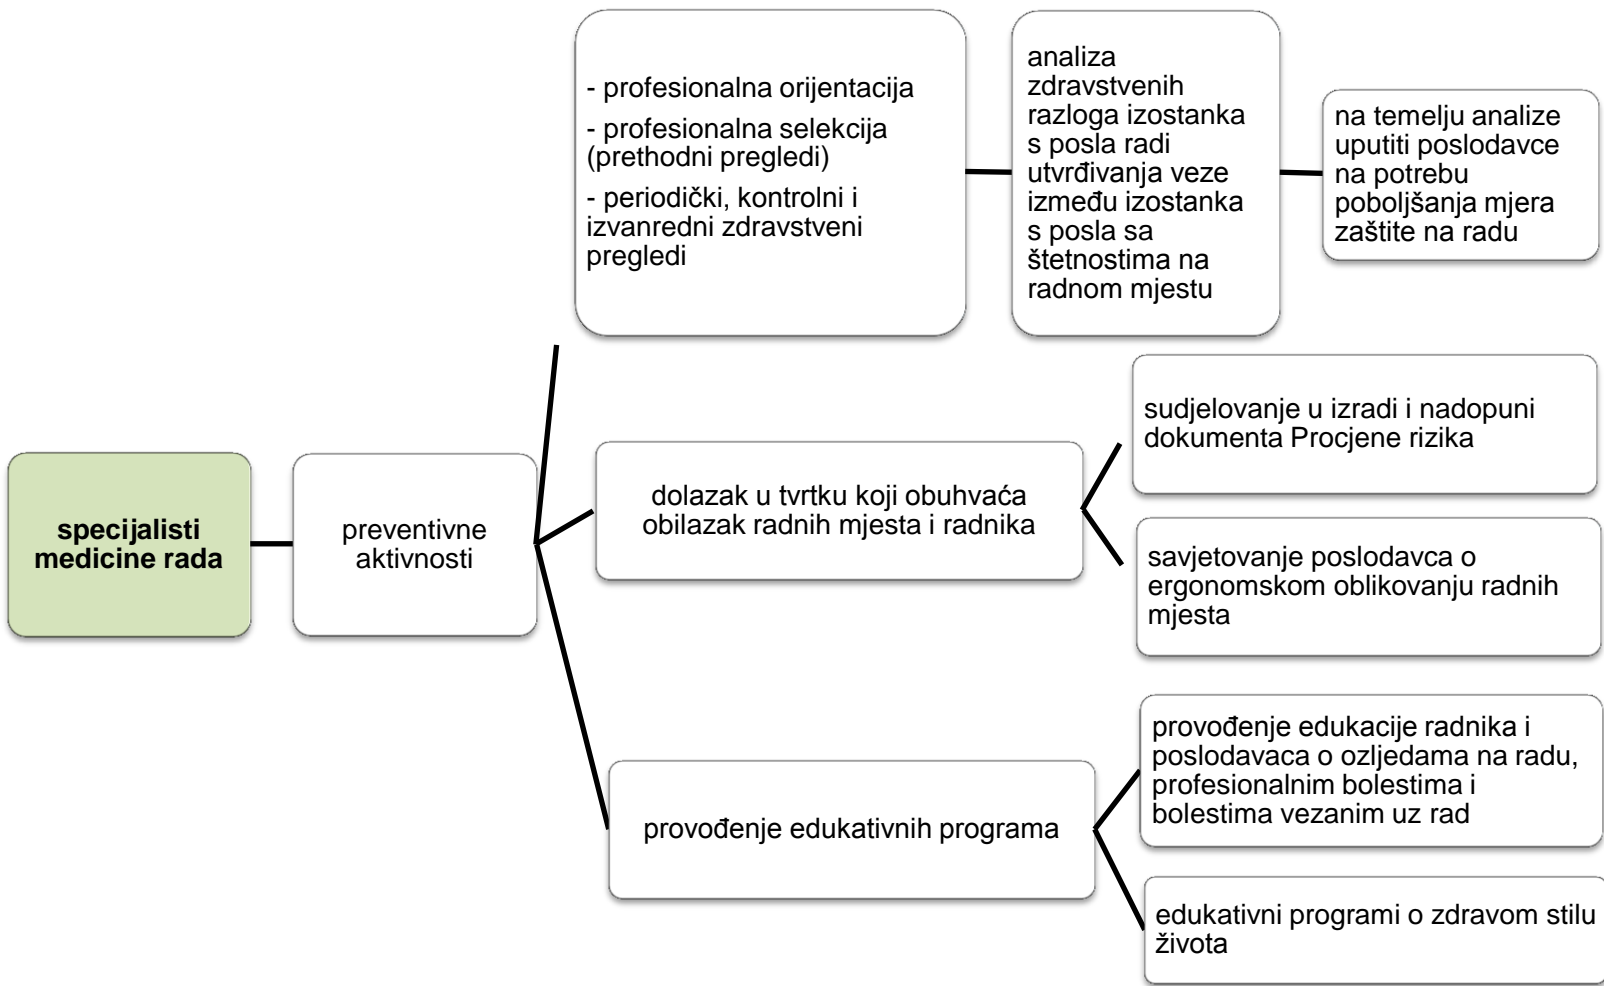 specijalisti
medicine rada
preventivne
aktivnosti
- profesionalna orijentacija
- profesionalna selekcija
(prethodni pregledi)
- periodički, kontrolni i
izvanredni zdravstveni
pregledi
analiza
zdravstvenih
razloga izostanka
s posla radi
utvrđivanja veze
između izostanka
s posla sa
štetnostima na
radnom mjestu
na temelju analize
uputiti poslodavce
na potrebu
poboljšanja mjera
zaštite na radu
dolazak u tvrtku koji obuhvaća
obilazak radnih mjesta i radnika
sudjelovanje u izradi i nadopuni
dokumenta Procjene rizika
savjetovanje poslodavca o
ergonomskom oblikovanju radnih
mjesta
provođenje edukativnih programa
provođenje edukacije radnika i
poslodavaca o ozljedama na radu,
profesionalnim bolestima i
bolestima vezanim uz rad
edukativni programi o zdravom stilu
života